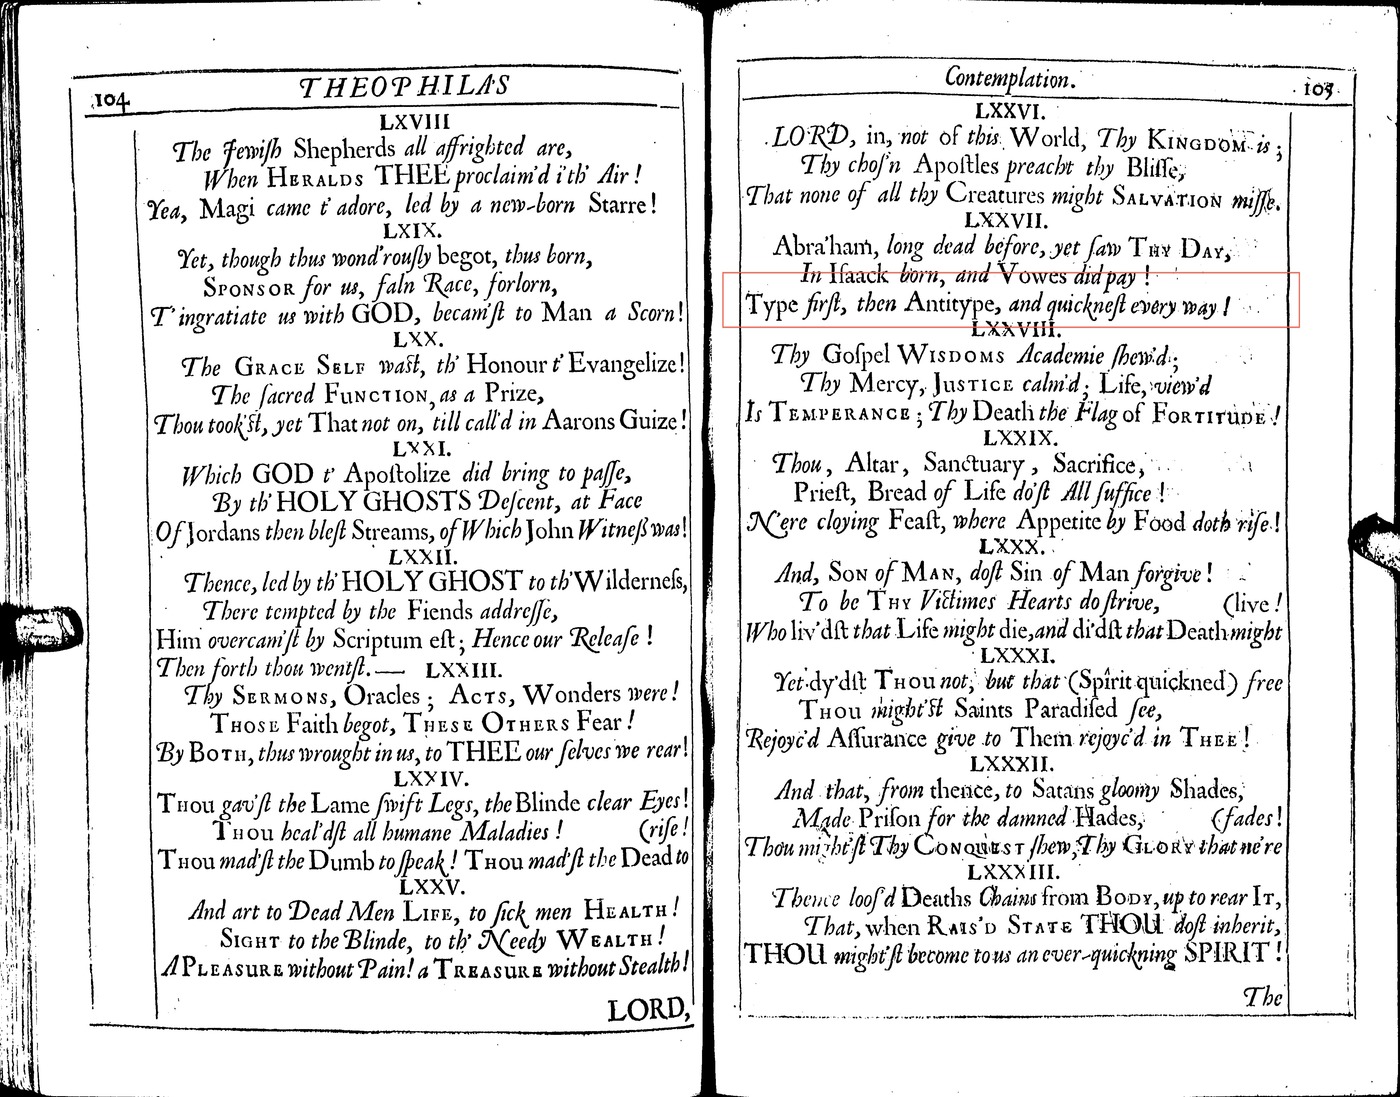 104
THEOPHILA'S
LXVIII
The Jewiſh Shepherds all affrighted are,
When HERALDS THEE proclaim'd i'th' Air !
Yea, Magi came t' adore, led by a new-born Starre !
LXIX.
Yet, though thus wond'rouſly begot, thus born,
SPONSOR for us, faln Race, forlorn,
T' ingratiate us with GOD, becam'ſt to Man a Scorn!
LXX.
The GRACE SELF waſt, th' Honour t' Evangelize!
The ſacred FUNCTION, as a Prize,
Thou took'ſt, yet That not on, till call'd in Aarons Guize!
LXXI.
Which GOD t' Apoſtolize did bring to paſſe,
By th' HOLY GHOSTS Deſcent, at Face
Of Jordans then bleſt Streams, of Which John Witneß was!
LXXII.
Thence, led by th' HOLY GHOST to th' Wilderneſs,
There tempted by the Fiends addreſſe,
Him overcam'ſt by Scriptum eſt; Hence our Releaſe !
Then forth thou wentſt.— LXXIII.
Thy SERMONS, Oracles ; ACTS, Wonders were!
THOSE Faith begot, THESE OTHERS Fear !
By BOTH, thus wrought in us, to THEE our ſelves we rear!
LXXIV.
THOU gav'ſt the Lame ſwift Legs, the Blinde clear Eyes!
THOU heal'dſt all humane Maladies ! (riſe !
THOU mad'ſt the Dumb to ſpeak! THOU mad'ſt the Dead to
LXXV.
And art to Dead Men LIFE, to ſick men HEALTH !
SIGHT to the Blinde, to th' Needy WEALTH !
A PLEASURE without Pain! a TREASURE without Stealth!
LORD,
Contemplation.
105
LXXVI.
LORD, in, not of this World, Thy KINGDOM is ;
Thy choſ'n Apoſtles preacht thy Bliſſe,
That none of all thy Creatures might SALVATION miſſe.
LXXVII.
Abra'ham, long dead before, yet ſaw THY DAY,
In Iſaack born, and Vowes did pay !
Type firſt, then Antitype, and quickneſt every way !
LXXVIII.
Thy Goſpel WISDOMS Academie ſhew'd ;
Thy Mercy, JUSTICE calm'd ; Life, view'd
Is TEMPERANCE ; Thy Death the Flag of FORTITUDE !
LXXIX.
Thou, Altar, Sanctuary, Sacrifice,
Prieſt, Bread of Life do'ſt All ſuffice !
N'ere cloying Feaſt, where Appetite by Food doth riſe !
LXXX.
And, SON of MAN, doſt Sin of Man forgive !
To be THY Victimes Hearts do ſtrive, (live !
Who liv'dſt that Life might die, and di'dſt that Death might
LXXXI.
Yet dy'dſt THOU not, but that (Spirit quickned) free
THOU might'ſt Saints Paradiſed ſee,
Rejoyc'd Aſſurance give to Them rejoyc'd in THEE !
LXXXII.
And that, from thence, to Satans gloomy Shades,
Made Priſon for the damned Hades, (fades !
Thou might'ſt Thy CONQUEST ſhew, Thy GLORY that ne're
LXXXIII.
Thence looſ'd Deaths Chains from BODY, up to rear IT,
That, when RAIS'D STATE THOU doſt inherit,
THOU might'ſt become to us an ever-quickning SPIRIT !
The